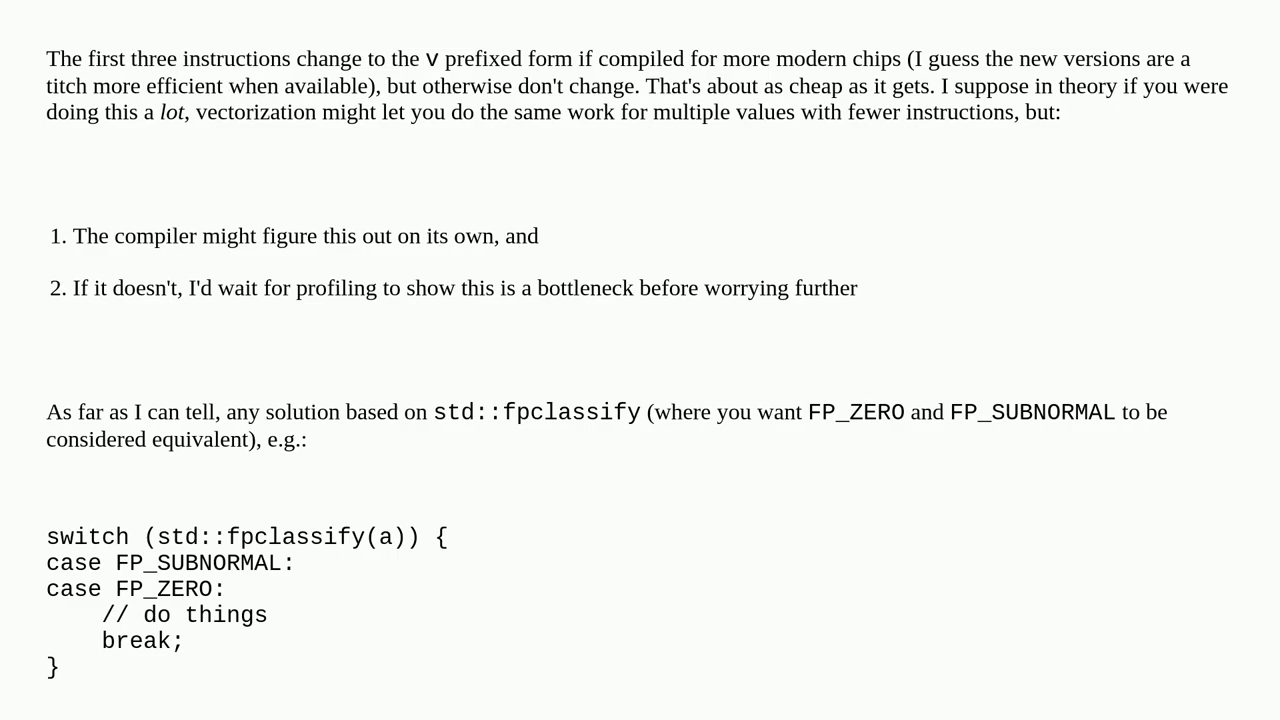 The first three instructions change to the v prefixed form if compiled for more modern chips (I guess the new versions are a
titch more efficient when available), but otherwise don't change. That's about as cheap as it gets. I suppose in theory if you were
doing this a lot, vectorization might let you do the same work for multiple values with fewer instructions, but:
1. The compiler might figure this out on its own, and
2. If it doesn't, I'd wait for profiling to show this is a bottleneck before worrying further
As far as I can tell, any solution based on std::fpclassify (where you want FP_ZERO and FP_SUBNORMAL to be
considered equivalent), e.g.:
switch (std::fpclassify(a)) {
case FP_SUBNORMAL:
case FP_ZERO:
    // do things
    break;
}